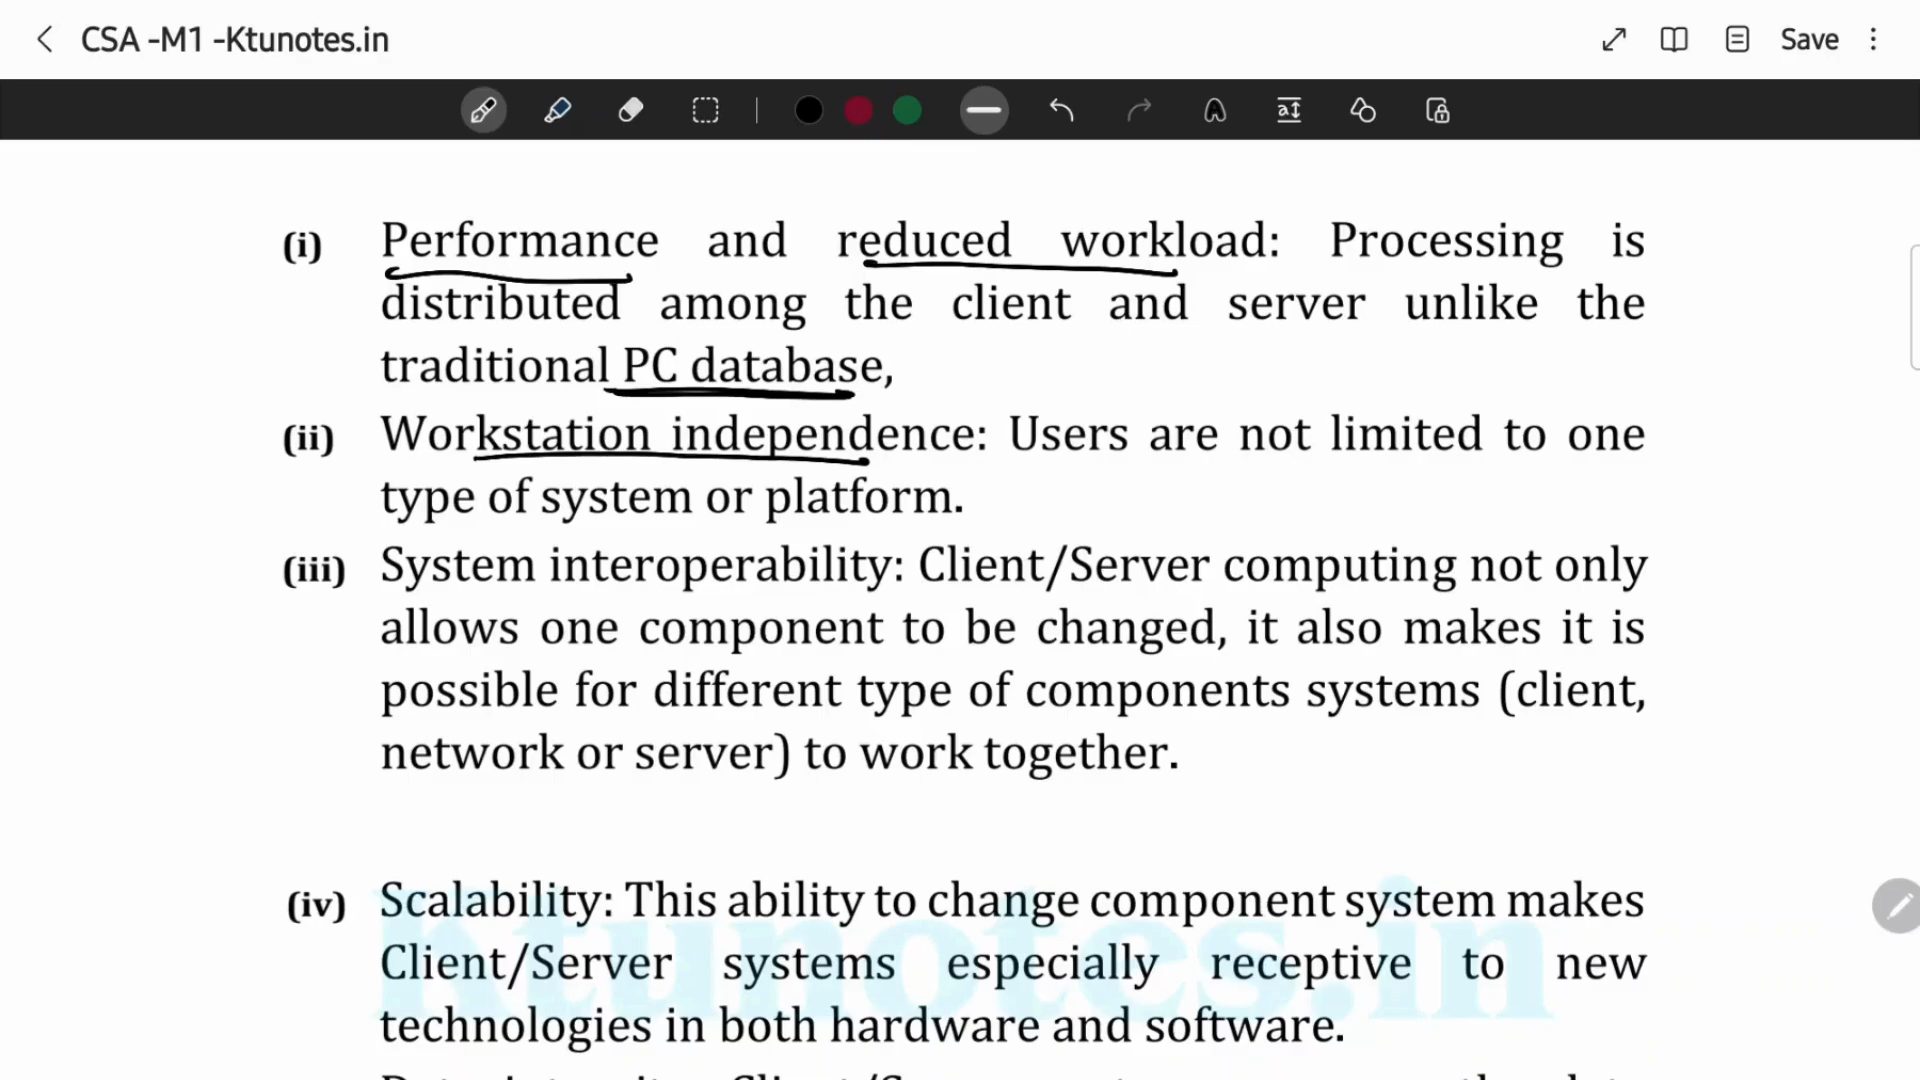 CSA -M1 -Ktunotes.in
Save
(i) Performance and reduced workload: Processing is
distributed among the client and server unlike the
traditional PC database,
(ii) Workstation independence: Users are not limited to one
type of system or platform.
(iii) System interoperability: Client/Server computing not only
allows one component to be changed, it also makes it is
possible for different type of components systems (client,
network or server) to work together.
(iv) Scalability: This ability to change component system makes
Client/Server systems especially receptive to new
technologies in both hardware and software.
Ktunotes.in